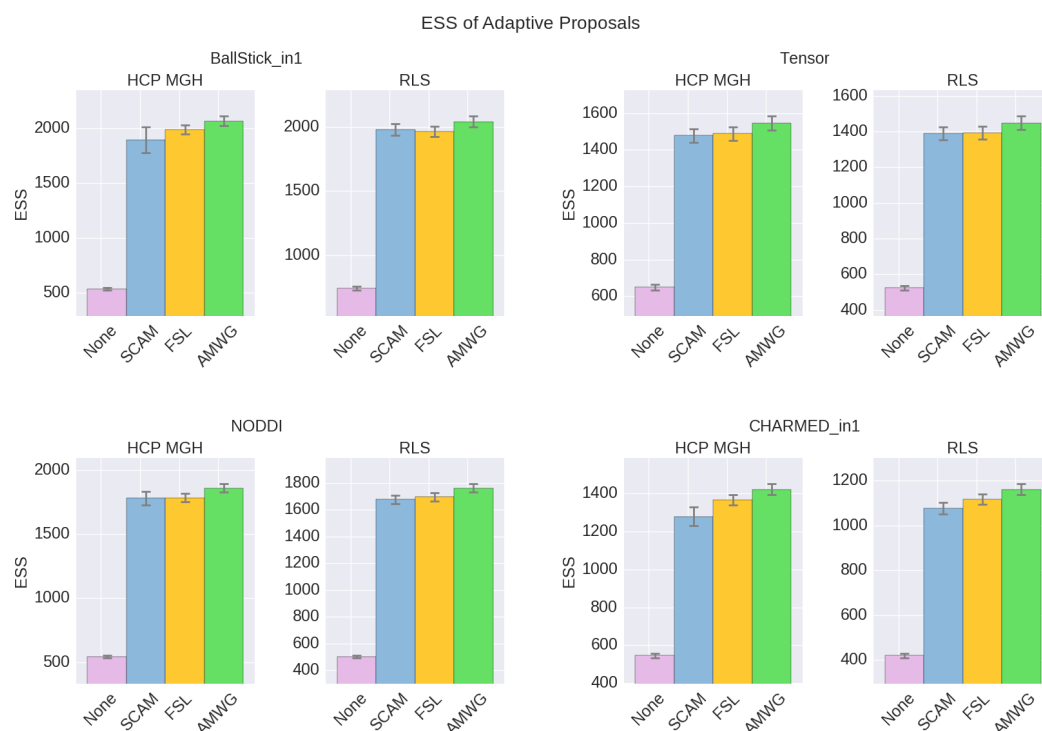 ESS of Adaptive Proposals
BallStick_in1
HCP MGH
ESS
2000
1500
1000
500
None
SCAM
FSL
AMWG
RLS
2000
1500
1000
None
SCAM
FSL
AMWG
Tensor
HCP MGH
ESS
1600
1400
1200
1000
800
600
None
SCAM
FSL
AMWG
RLS
1600
1400
1200
1000
800
600
400
None
SCAM
FSL
AMWG
NODDI
HCP MGH
ESS
2000
1500
1000
500
None
SCAM
FSL
AMWG
RLS
1800
1600
1400
1200
1000
800
600
400
None
SCAM
FSL
AMWG
CHARMED_in1
HCP MGH
ESS
1400
1200
1000
800
600
400
None
SCAM
FSL
AMWG
RLS
1200
1000
800
600
400
None
SCAM
FSL
AMWG